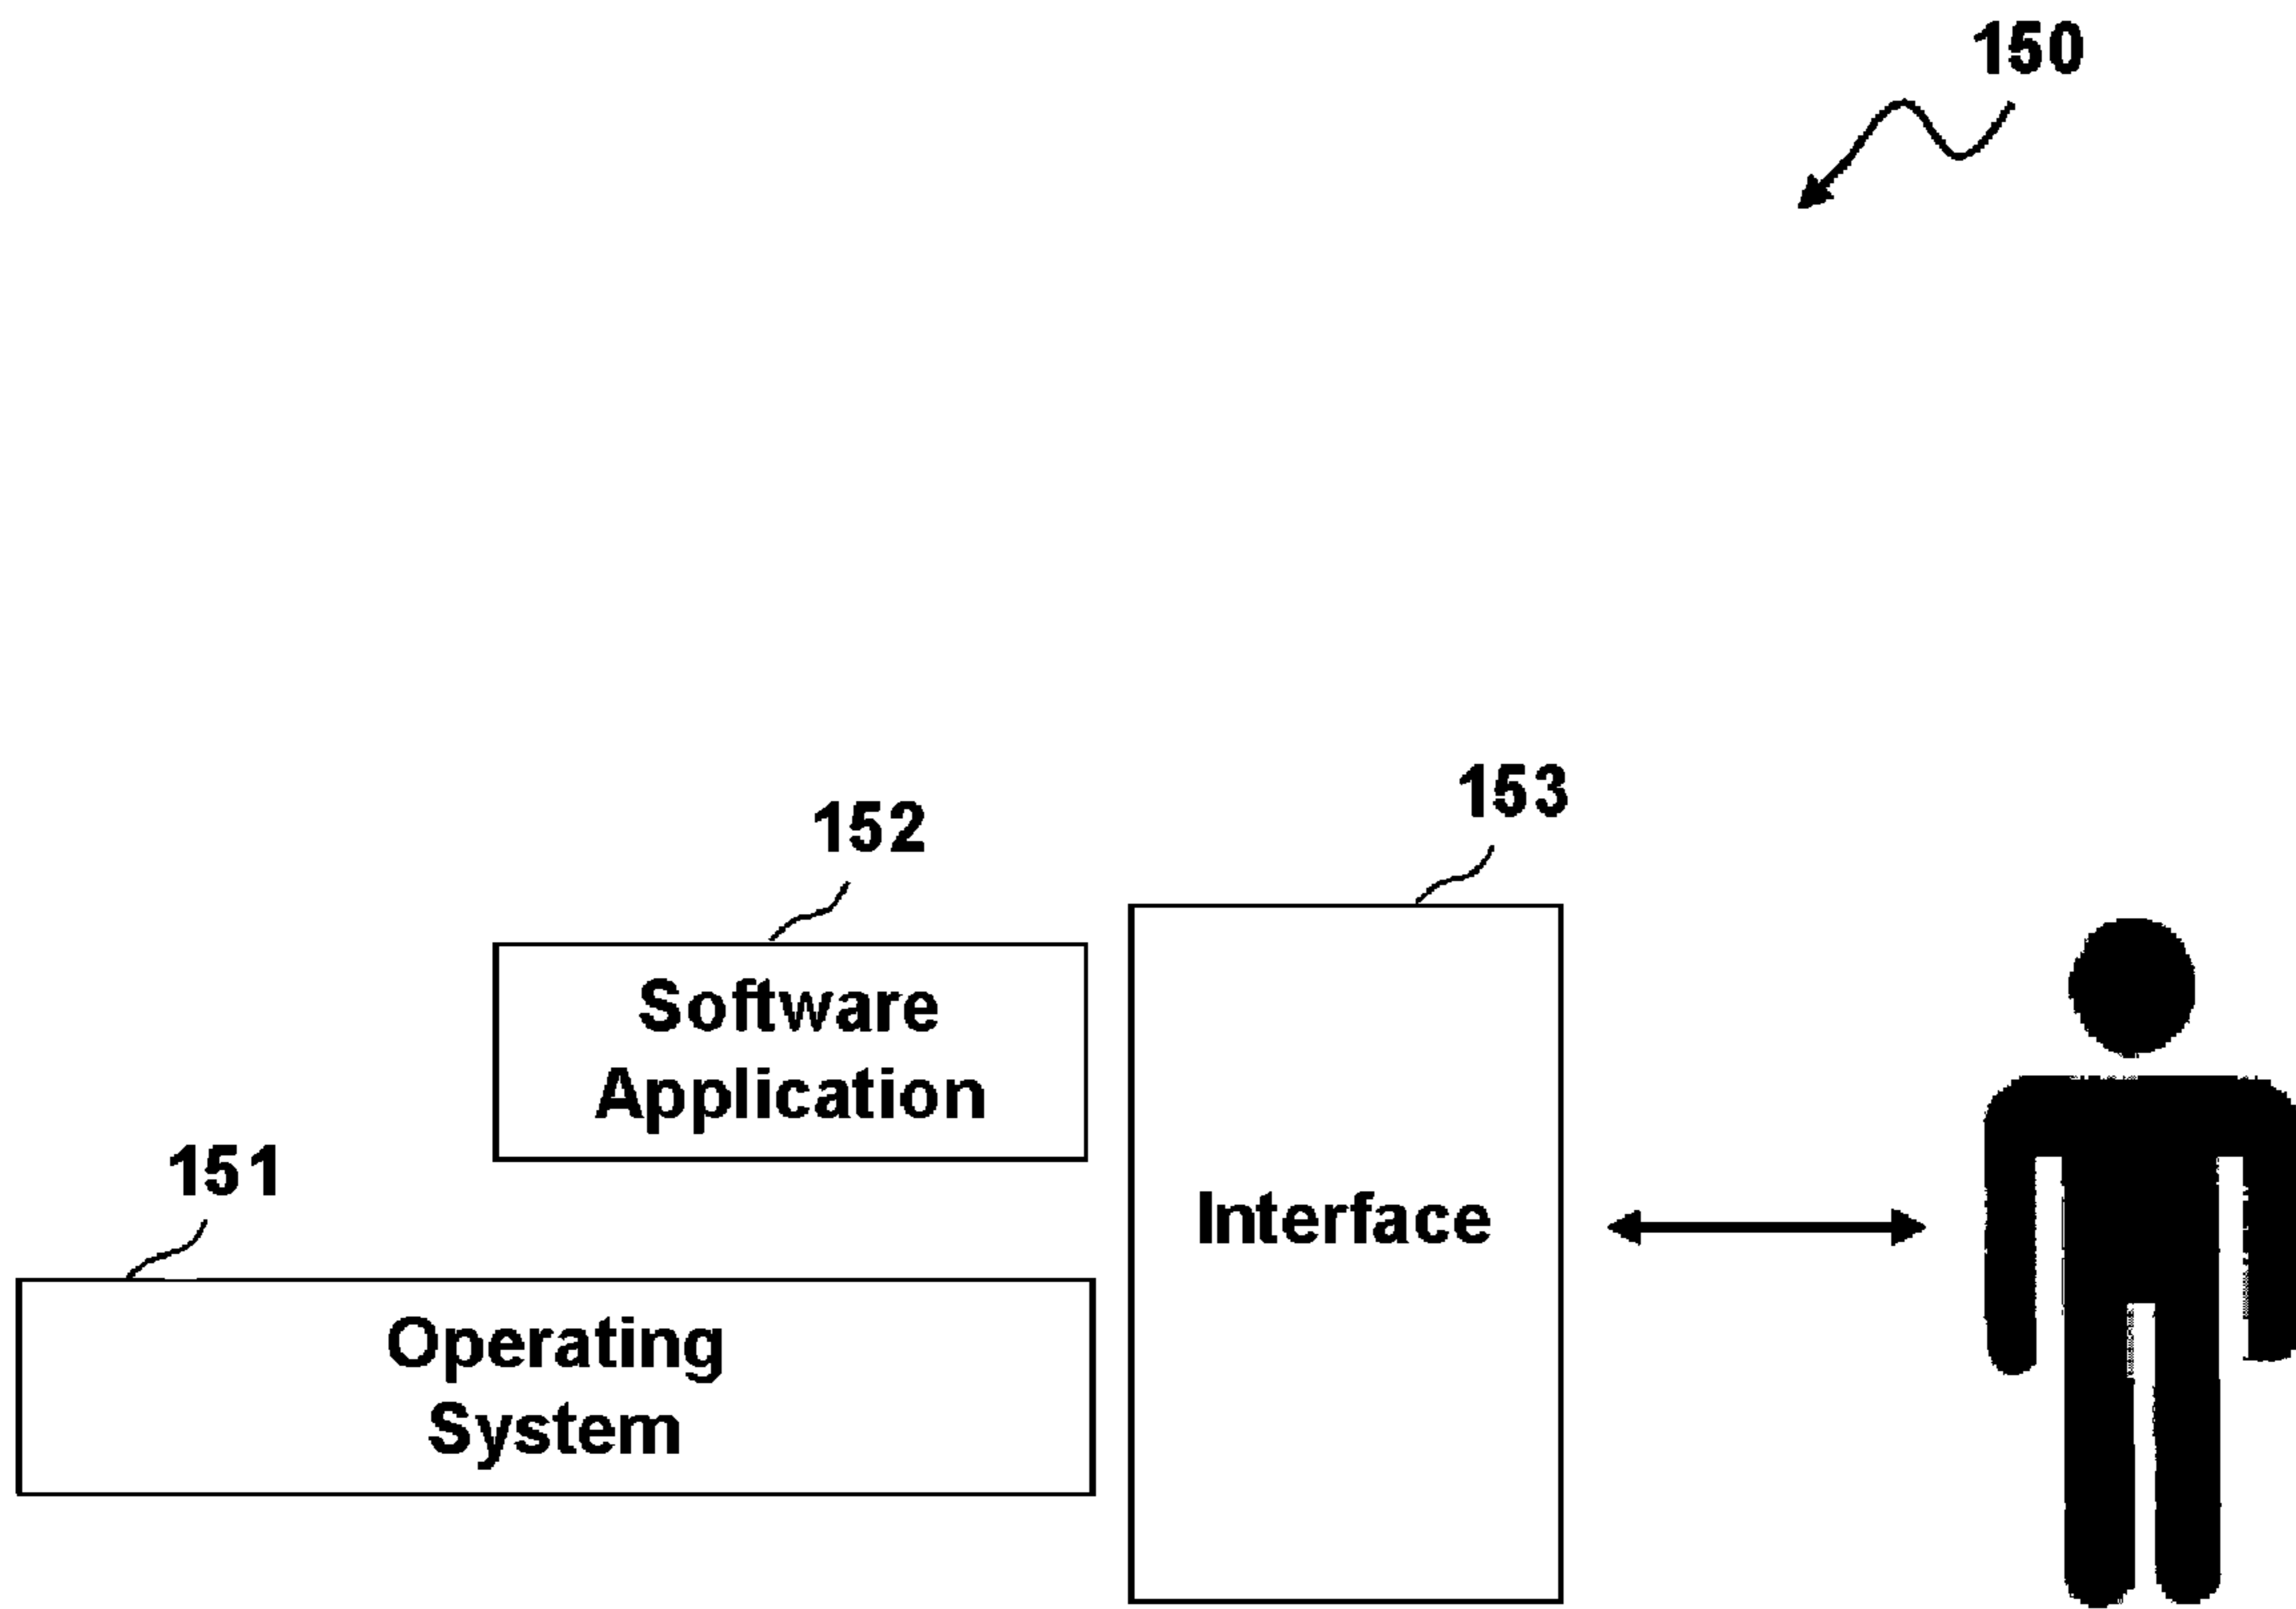 150
153
152
Software
Application
151
Interface
Operating
System